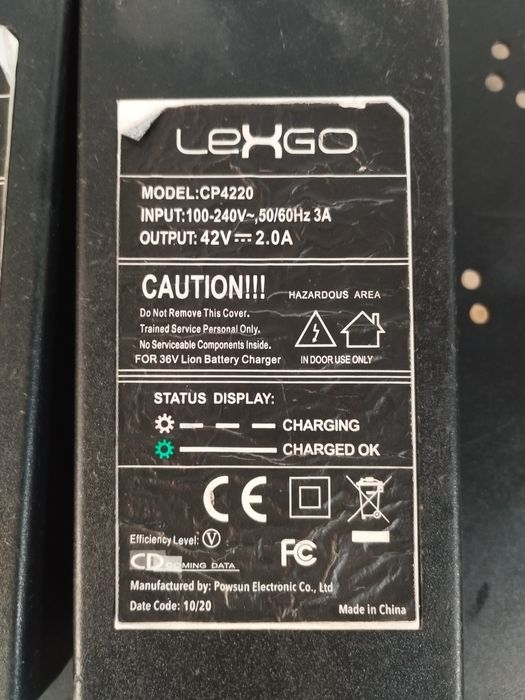 LEXGO
MODEL:CP4220
INPUT:100-240V~,50/60Hz 3A
OUTPUT: 42V⎓2.0A
CAUTION!!!
Do Not Remove This Cover.
Trained Service Personal Only.
No Serviceable Components Inside.
FOR 36V Lion Battery Charger
HAZARDOUS AREA
IN DOOR USE ONLY
STATUS DISPLAY:
CHARGING
CHARGED OK
CE
Efficiency Level: V
FC
CD COMING DATA
Manufactured by: Powsun Electronic Co., Ltd
Date Code: 10/20
Made in China